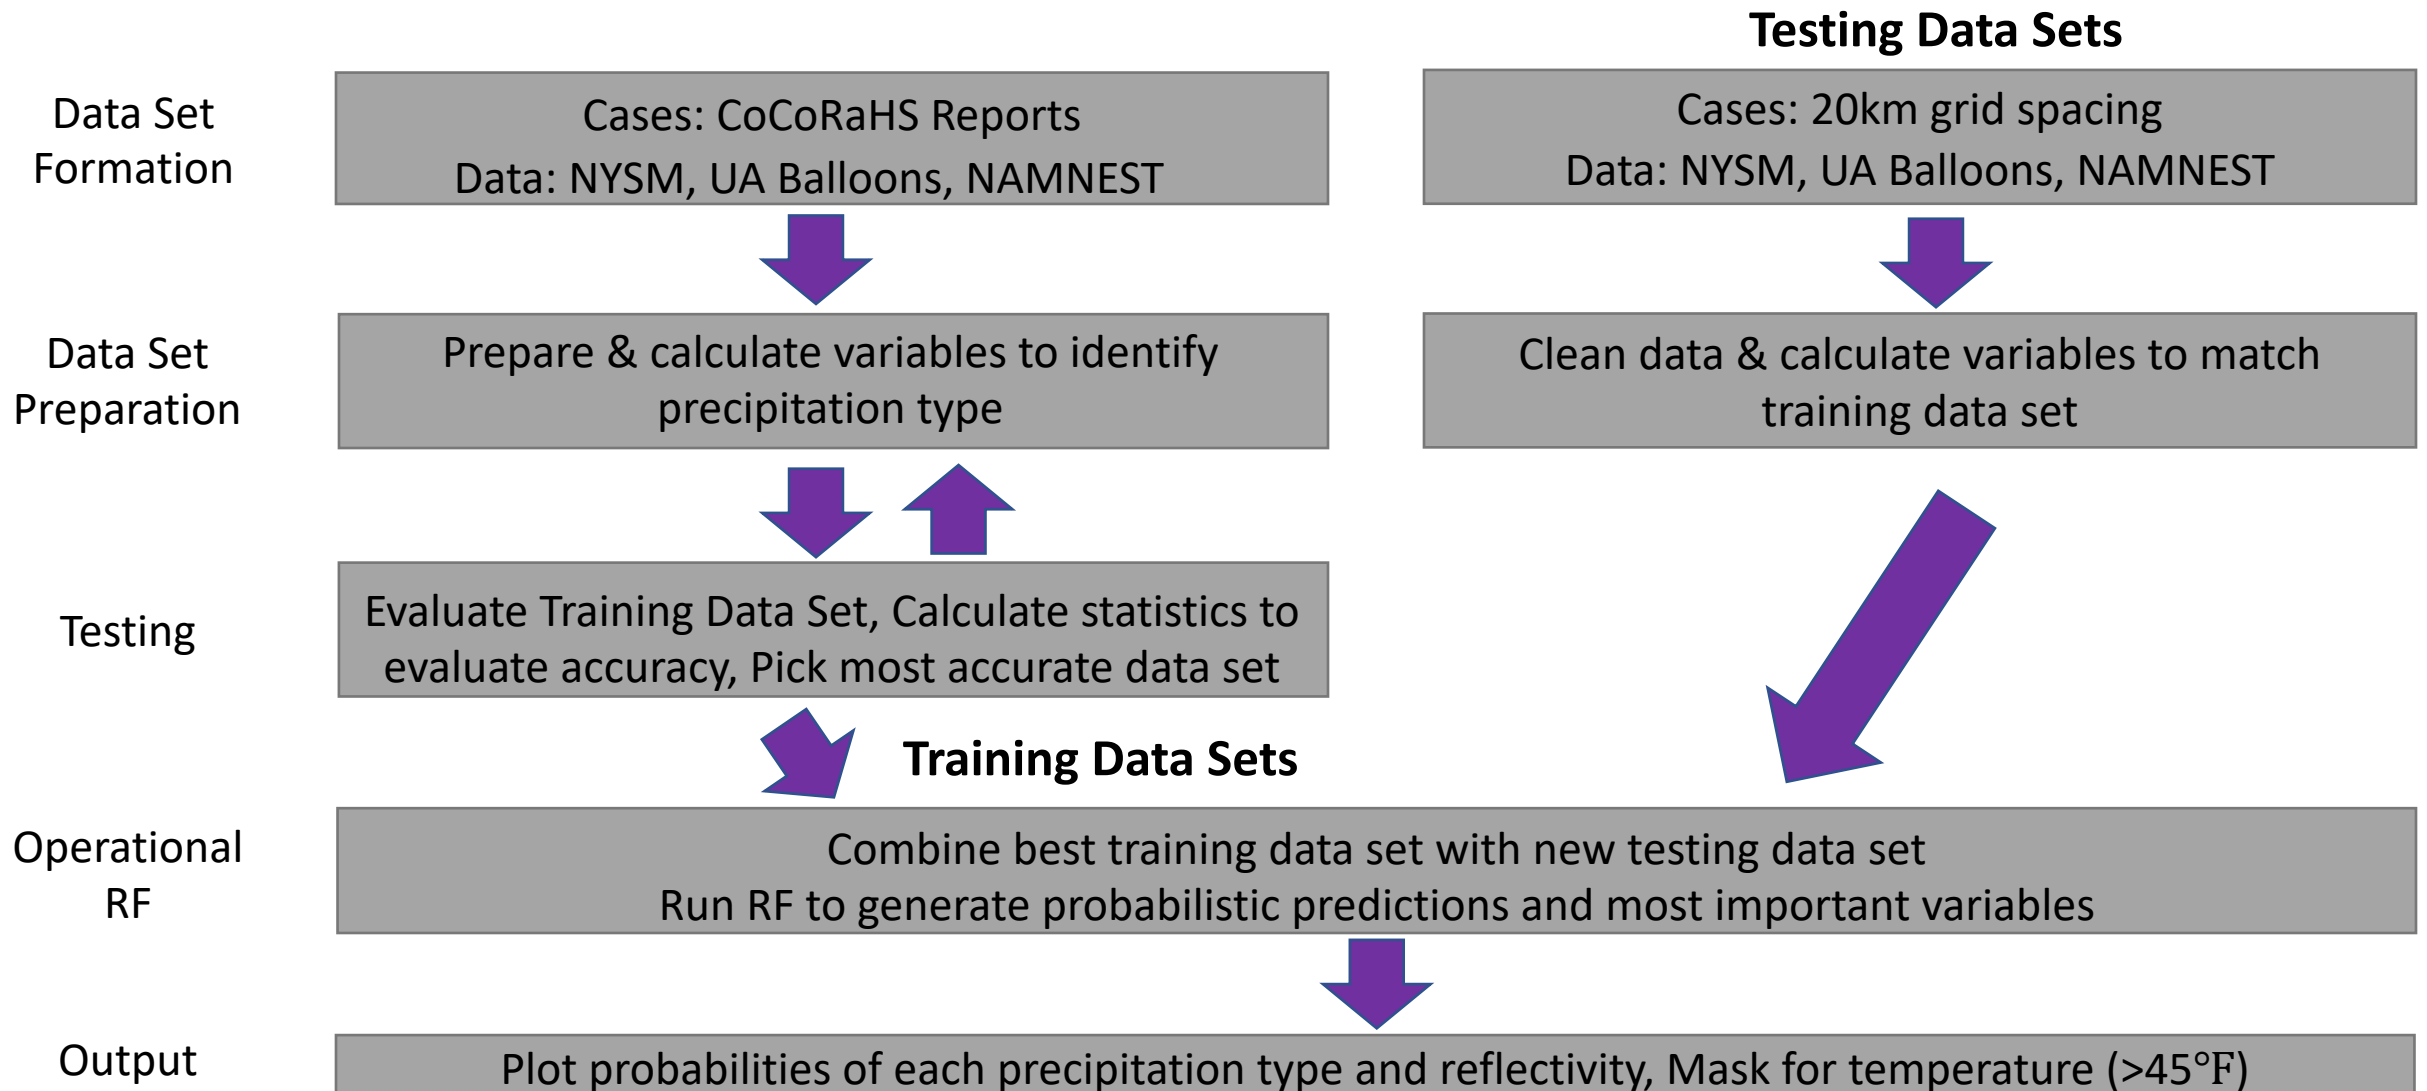 Testing Data Sets
Data Set
Formation
Cases: CoCoRaHS Reports
Data: NYSM, UA Balloons, NAMNEST
Cases: 20km grid spacing
Data: NYSM, UA Balloons, NAMNEST
Data Set
Preparation
Prepare & calculate variables to identify
precipitation type
Clean data & calculate variables to match
training data set
Testing
Evaluate Training Data Set, Calculate statistics to
evaluate accuracy, Pick most accurate data set
Training Data Sets
Operational
RF
Combine best training data set with new testing data set
Run RF to generate probabilistic predictions and most important variables
Output
Plot probabilities of each precipitation type and reflectivity, Mask for temperature (>45°F)